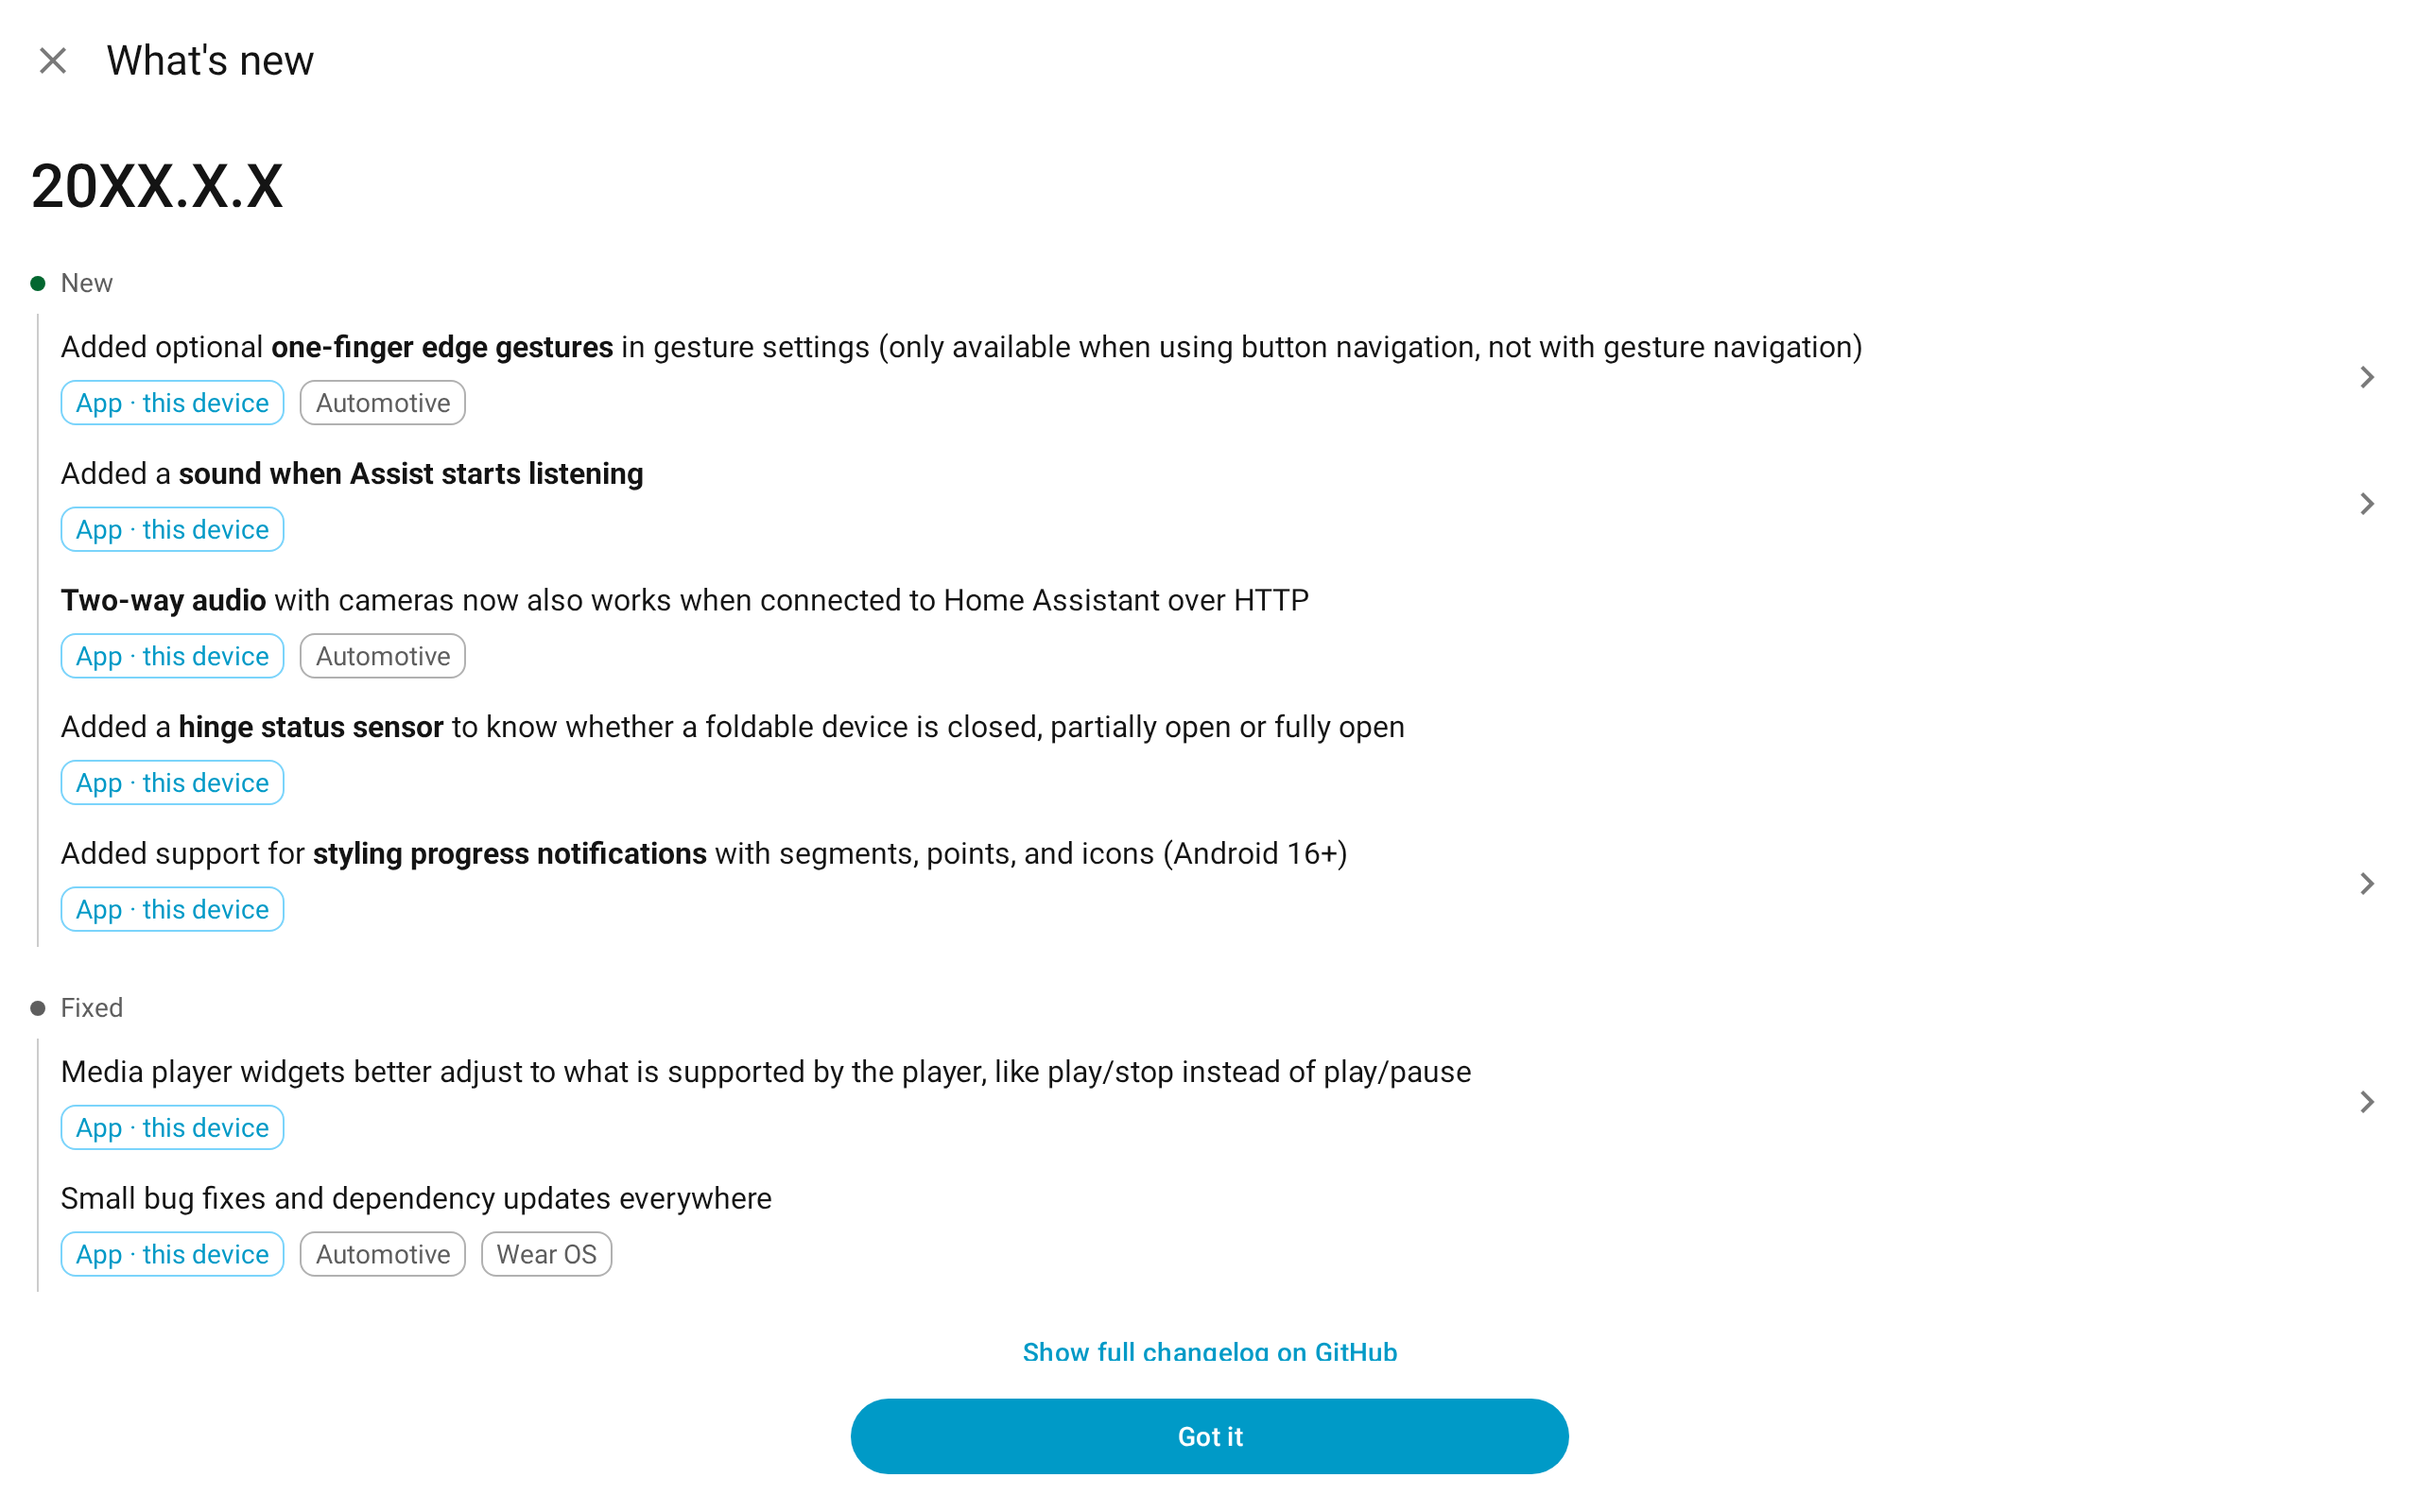 What's new
20XX.X.X
New
Added optional one-finger edge gestures in gesture settings (only available when using button navigation, not with gesture navigation)
App · this device Automotive
Added a sound when Assist starts listening
App · this device
Two-way audio with cameras now also works when connected to Home Assistant over HTTP
App · this device Automotive
Added a hinge status sensor to know whether a foldable device is closed, partially open or fully open
App · this device
Added support for styling progress notifications with segments, points, and icons (Android 16+)
App · this device
Fixed
Media player widgets better adjust to what is supported by the player, like play/stop instead of play/pause
App · this device
Small bug fixes and dependency updates everywhere
App · this device Automotive Wear OS
Show full changelog on GitHub
Got it